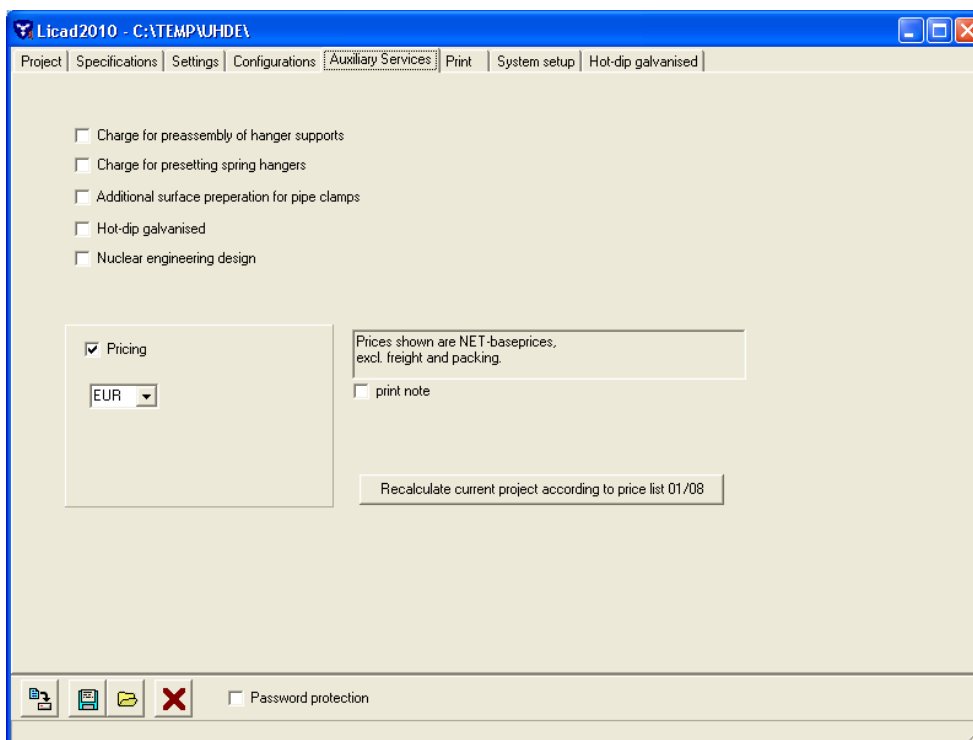 Licad2010 - C:\TEMP\UHDE\
Project Specifications Settings Configurations Auxiliary Services Print System setup Hot-dip galvanised
Charge for preassembly of hanger supports
Charge for presetting spring hangers
Additional surface preperation for pipe clamps
Hot-dip galvanised
Nuclear engineering design
Pricing
EUR
Prices shown are NET-baseprices,
excl. freight and packing.
print note
Recalculate current project according to price list 01/08
Password protection